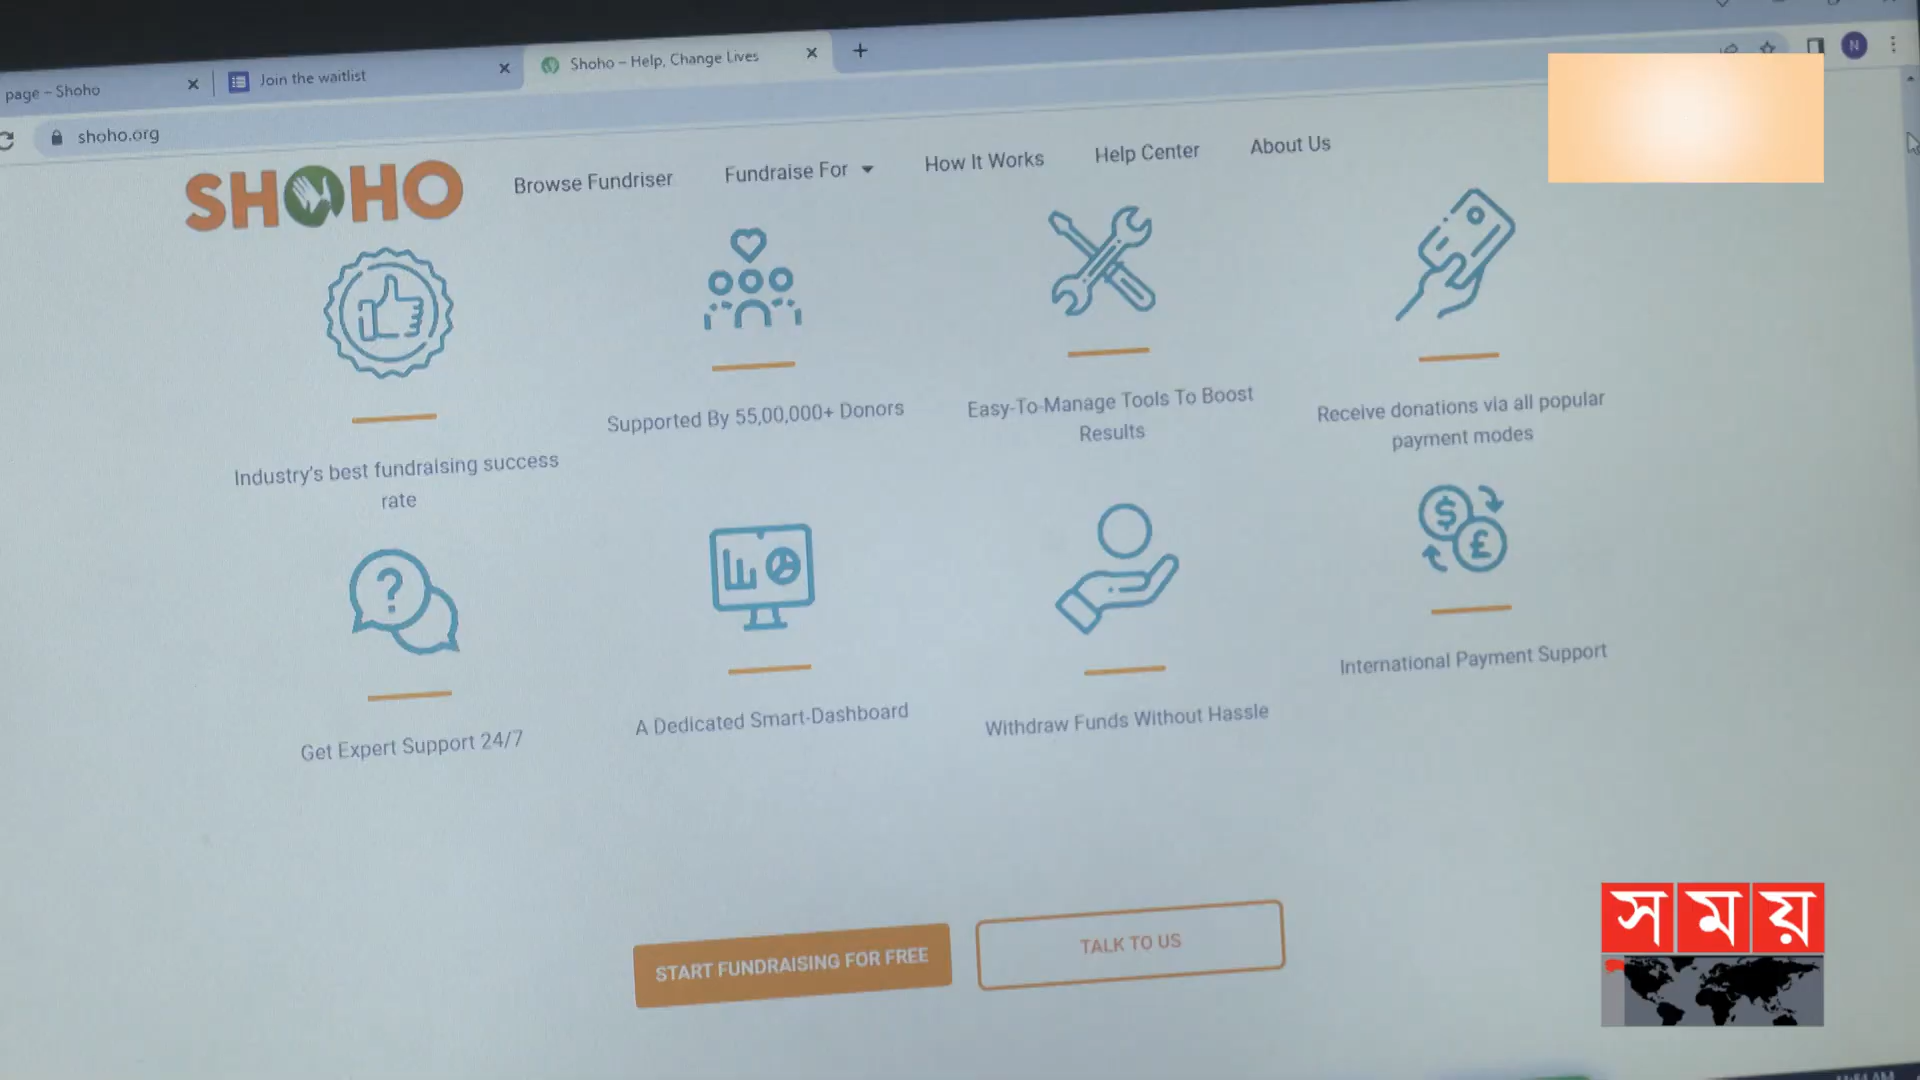 page – Shoho
Join the waitlist
Shoho – Help, Change Lives
N
shoho.org
SHOHO
Browse Fundriser
Fundraise For
How It Works
Help Center
About Us
Industry's best fundraising success
rate
Supported By 55,00,000+ Donors
Easy-To-Manage Tools To Boost
Results
Receive donations via all popular
payment modes
?
$
£
Get Expert Support 24/7
A Dedicated Smart-Dashboard
Withdraw Funds Without Hassle
International Payment Support
START FUNDRAISING FOR FREE
TALK TO US
সময়